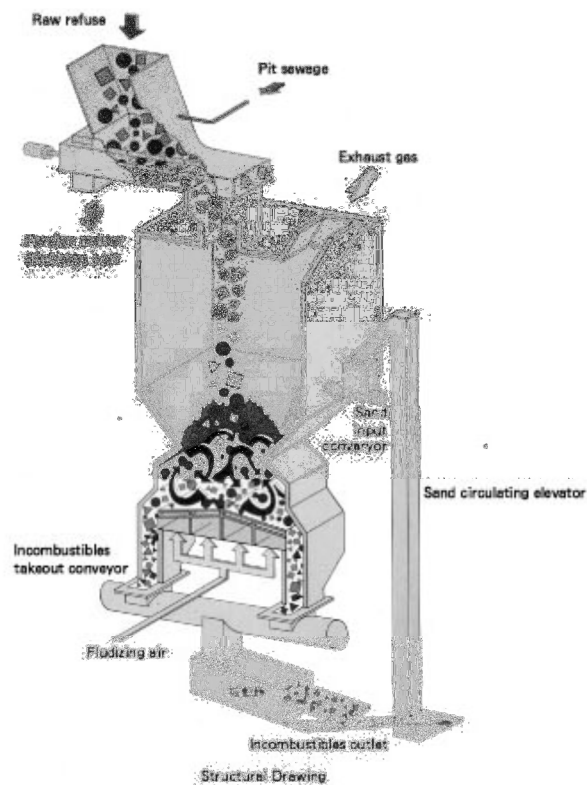 Raw refuse
Pit sewage
Exhaust gas
Sand
input
conveyor
Sand circulating elevator
Incombustibles
takeout conveyor
Fludizing air
Incombustibles outlet
Structural Drawing